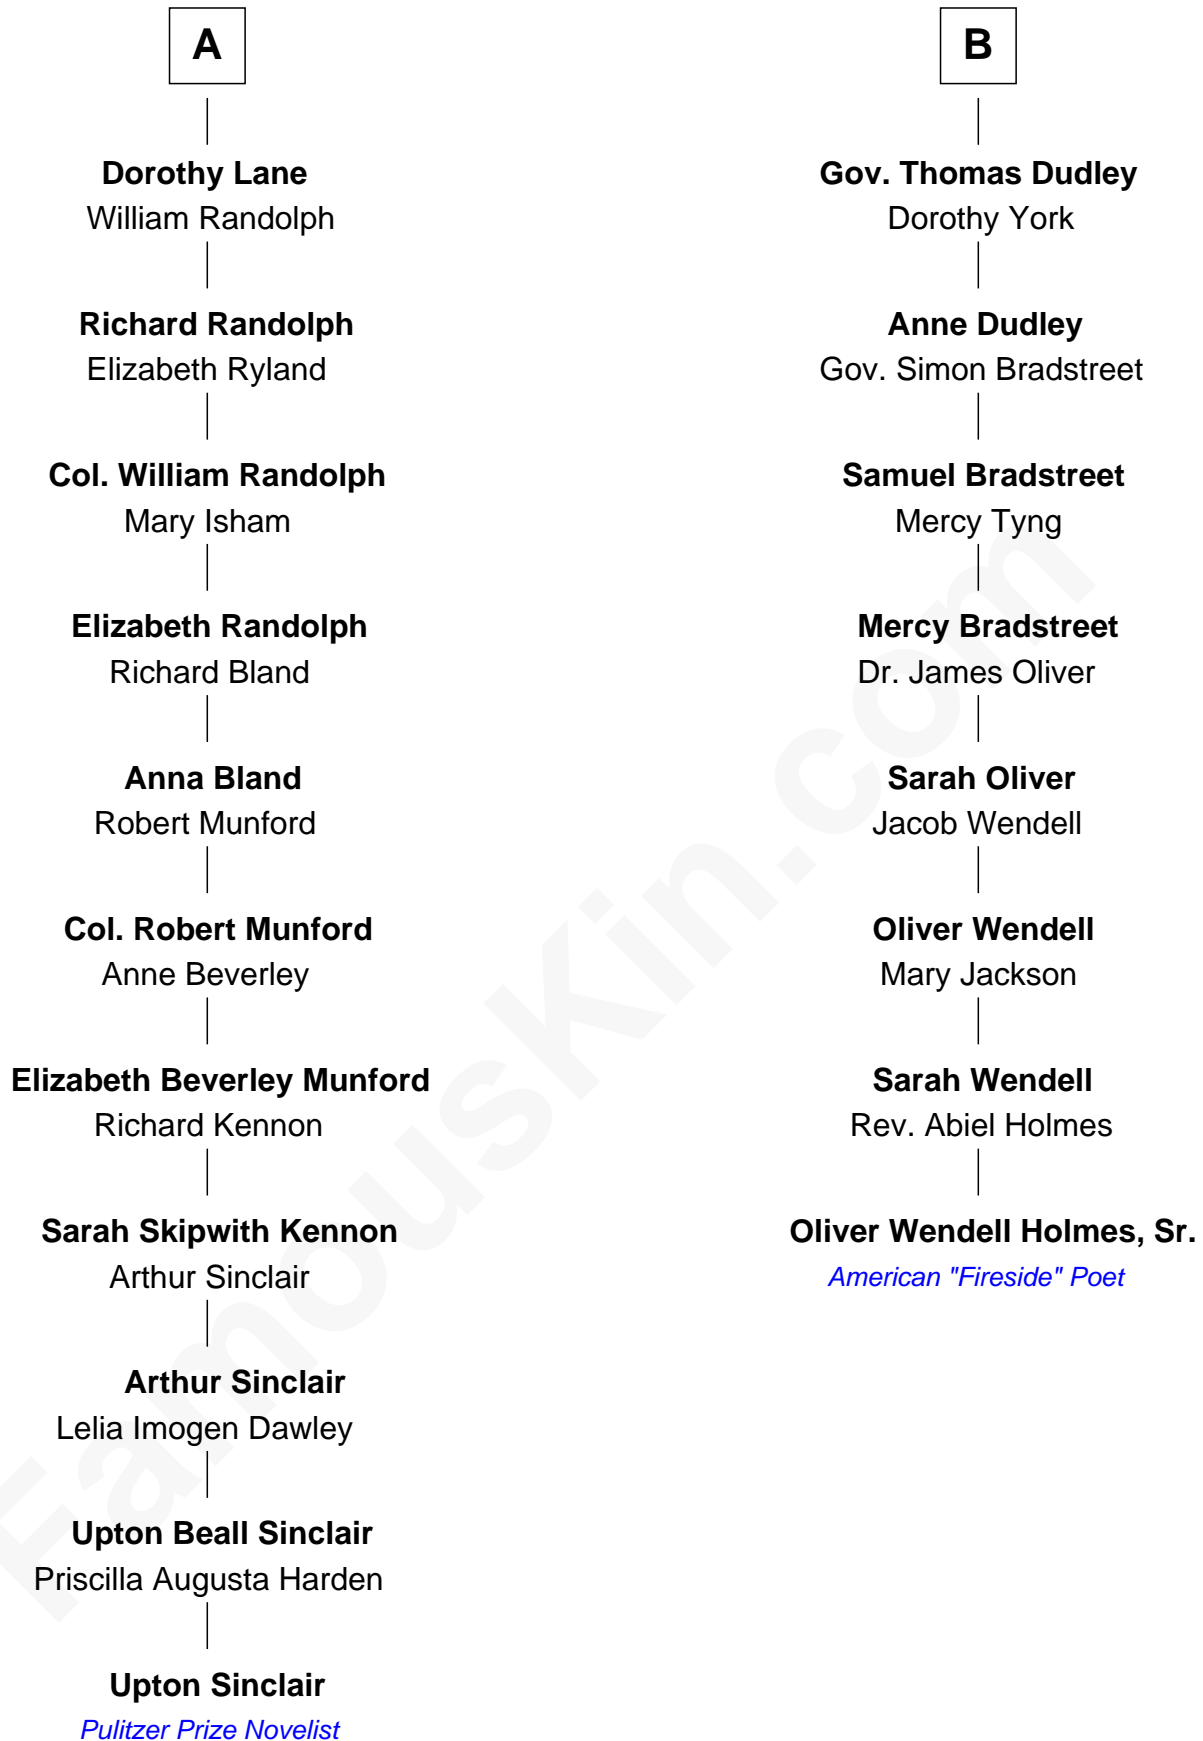 A
Dorothy Lane
William Randolph
Richard Randolph
Elizabeth Ryland
Col. William Randolph
Mary Isham
Elizabeth Randolph
Richard Bland
Anna Bland
Robert Munford
Col. Robert Munford
Anne Beverley
Elizabeth Beverley Munford
Richard Kennon
Sarah Skipwith Kennon
Arthur Sinclair
Arthur Sinclair
Lelia Imogen Dawley
Upton Beall Sinclair
Priscilla Augusta Harden
Upton Sinclair
Pulitzer Prize Novelist
B
Gov. Thomas Dudley
Dorothy York
Anne Dudley
Gov. Simon Bradstreet
Samuel Bradstreet
Mercy Tyng
Mercy Bradstreet
Dr. James Oliver
Sarah Oliver
Jacob Wendell
Oliver Wendell
Mary Jackson
Sarah Wendell
Rev. Abiel Holmes
Oliver Wendell Holmes, Sr.
American "Fireside" Poet
FamousKin.com